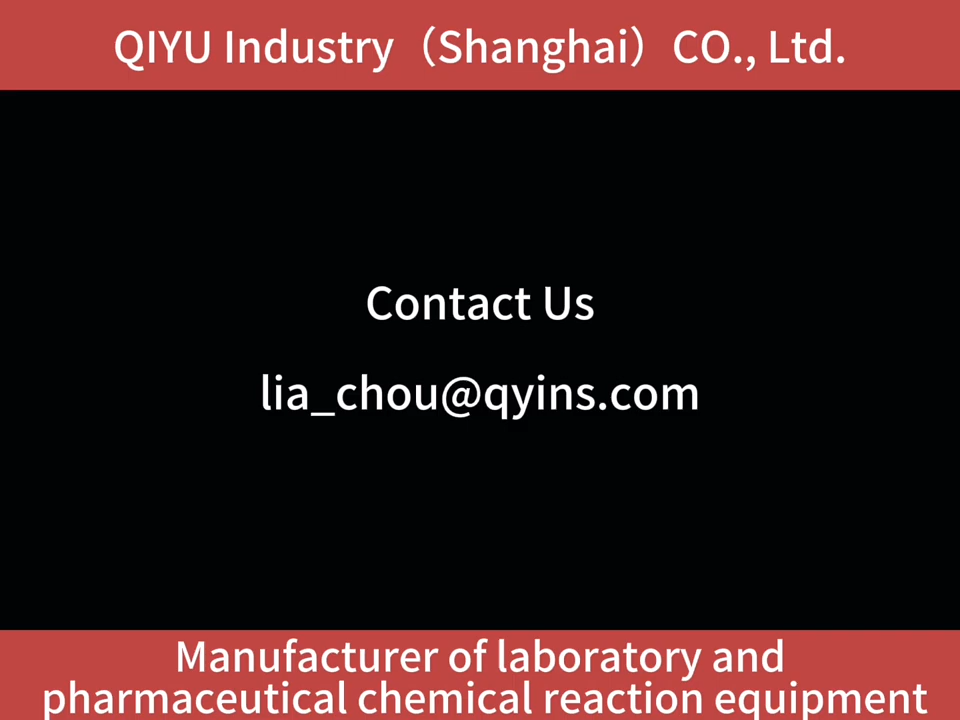 QIYU Industry（Shanghai）CO., Ltd.
Contact Us
lia_chou@qyins.com
Manufacturer of laboratory and
pharmaceutical chemical reaction equipment